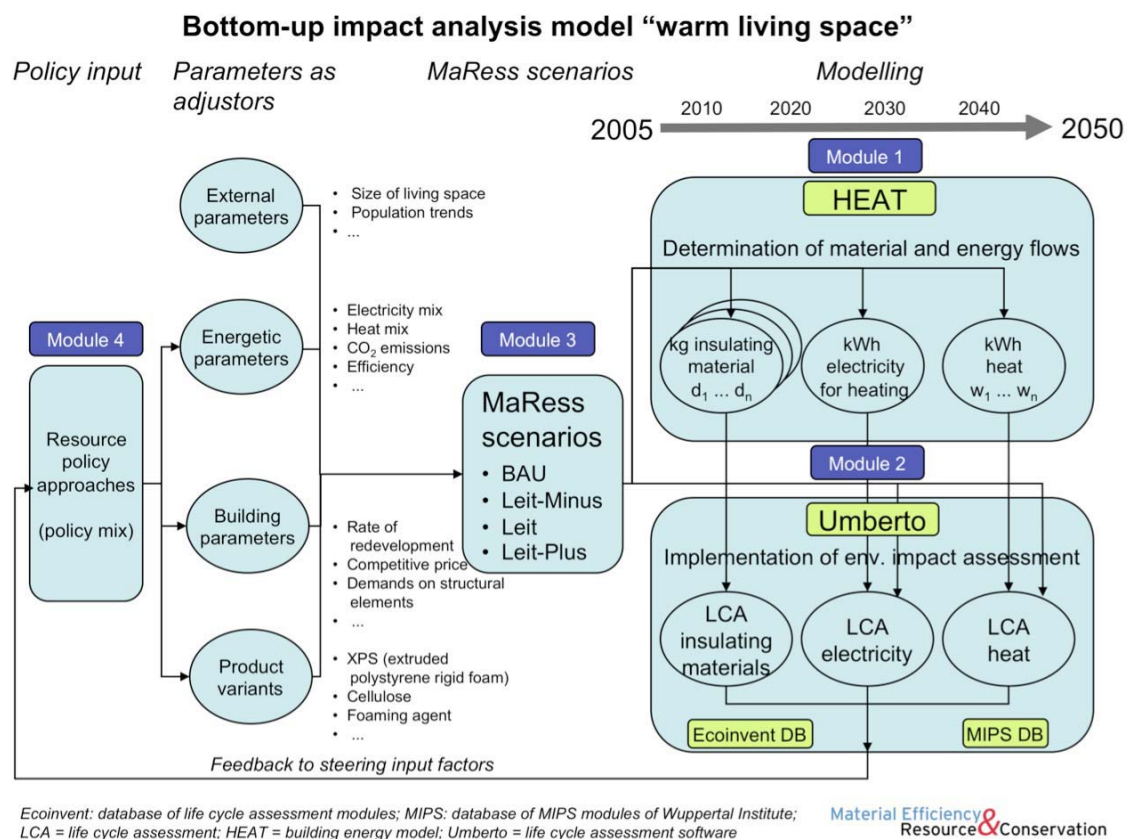 Bottom-up impact analysis model “warm living space”
Policy input
Parameters as
adjustors
MaRess scenarios
Modelling
2005
2010
2020
2030
2040
2050
Module 1
HEAT
Determination of material and energy flows
kg insulating
material
d1 ... dn
kWh
electricity
for heating
kWh
heat
w1 ... wn
External
parameters
• Size of living space
• Population trends
• ...
Energetic
parameters
• Electricity mix
• Heat mix
• CO2 emissions
• Efficiency
• ...
Module 4
Resource
policy
approaches
(policy mix)
Module 3
MaRess
scenarios
• BAU
• Leit-Minus
• Leit
• Leit-Plus
Building
parameters
• Rate of
redevelopment
• Competitive price
• Demands on structural
elements
• ...
Product
variants
• XPS (extruded
polystyrene rigid foam)
• Cellulose
• Foaming agent
• ...
Module 2
Umberto
Implementation of env. impact assessment
LCA
insulating
materials
LCA
electricity
LCA
heat
Ecoinvent DB
MIPS DB
Feedback to steering input factors
Ecoinvent: database of life cycle assessment modules; MIPS: database of MIPS modules of Wuppertal Institute;
LCA = life cycle assessment; HEAT = building energy model; Umberto = life cycle assessment software
Material Efficiency &
Resource Conservation